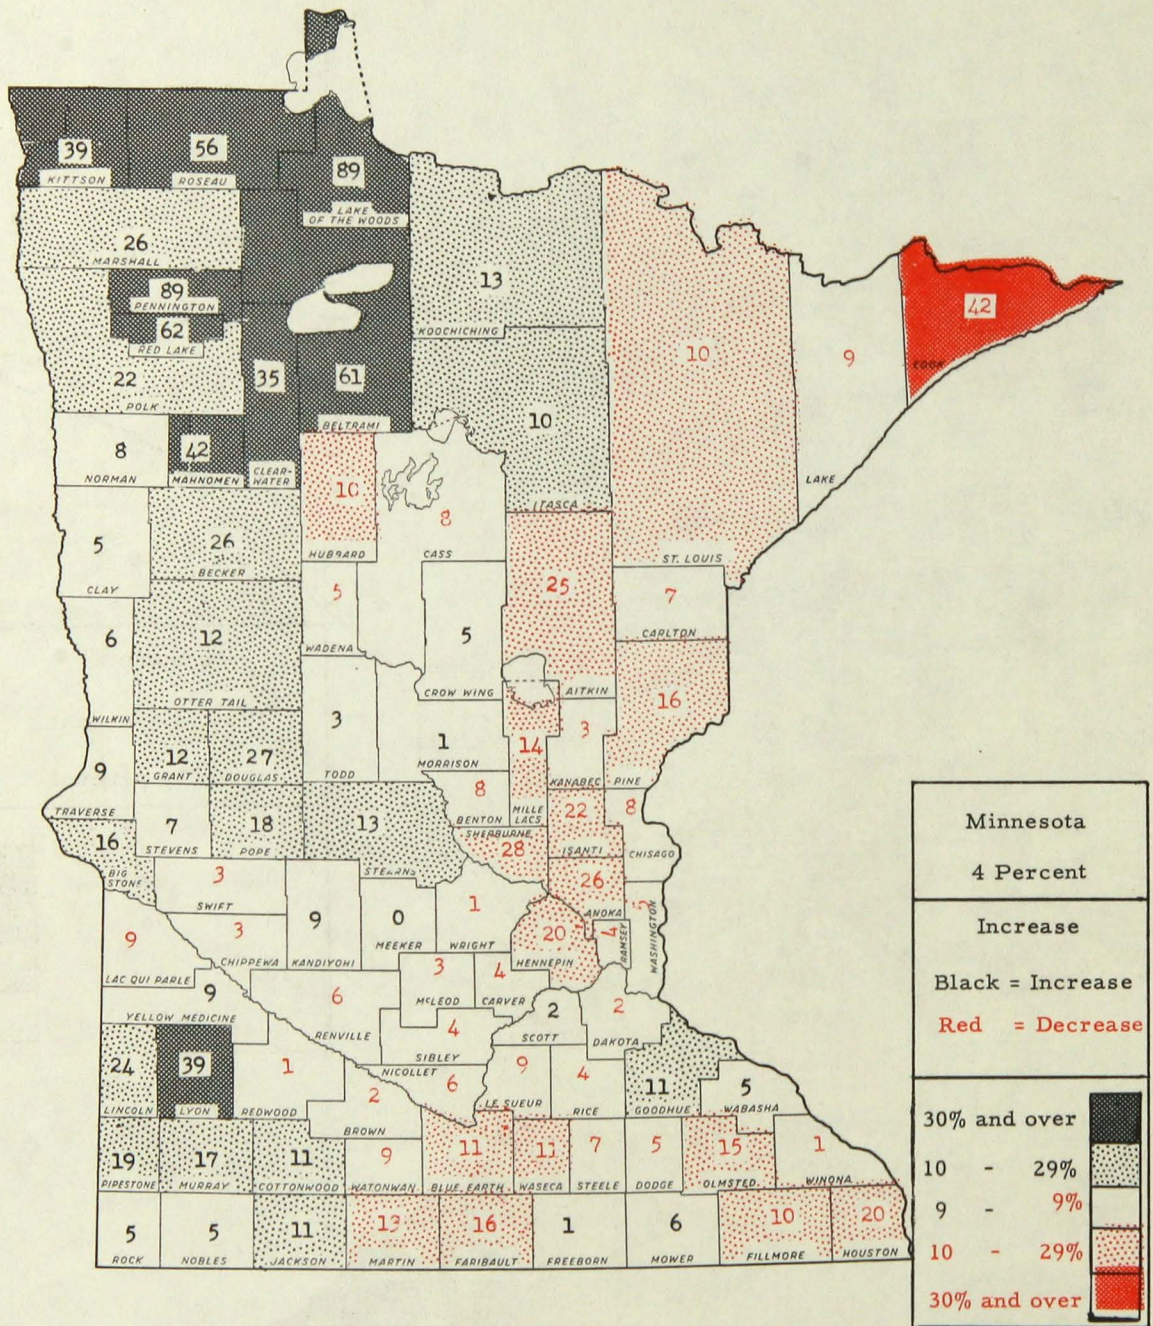 39
KITTSON
56
ROSEAU
89
LAKE
OF THE WOODS
26
MARSHALL
89
PENNINGTON
62
RED LAKE
22
POLK
35
CLEAR-
WATER
61
BELTRAMI
13
KOOCHICHING
10
ITASCA
10
ST. LOUIS
9
LAKE
42
COOK
8
NORMAN
42
MAHNOMEN
10
HUBBARD
8
CASS
5
CLAY
26
BECKER
5
WADENA
5
CROW WING
25
AITKIN
7
CARLTON
6
WILKIN
12
OTTER TAIL
3
TODD
1
MORRISON
14
MILLE
LACS
3
KANABEC
16
PINE
9
TRAVERSE
12
GRANT
27
DOUGLAS
7
STEVENS
18
POPE
13
STEARNS
8
BENTON
SHERBURNE
28
22
ISANTI
8
CHISAGO
16
BIG
STONE
3
SWIFT
9
KANDIYOHI
0
MEEKER
1
WRIGHT
26
ANOKA
20
HENNEPIN
4
RAMSEY
5
WASHINGTON
9
LAC QUI PARLE
3
CHIPPEWA
9
YELLOW MEDICINE
6
RENVILLE
3
McLEOD
4
CARVER
4
SIBLEY
2
SCOTT
2
DAKOTA
24
LINCOLN
39
LYON
1
REDWOOD
2
BROWN
NICOLLET
6
9
LE SUEUR
4
RICE
11
GOODHUE
5
WABASHA
19
PIPESTONE
17
MURRAY
11
COTTONWOOD
9
WATONWAN
11
BLUE EARTH
11
WASECA
7
STEELE
5
DODGE
15
OLMSTED
1
WINONA
5
ROCK
5
NOBLES
11
JACKSON
13
MARTIN
16
FARIBAULT
1
FREEBORN
6
MOWER
10
FILLMORE
20
HOUSTON
Minnesota
4 Percent
Increase
Black = Increase
Red = Decrease
30% and over
10 - 29%
9 - 9%
10 - 29%
30% and over